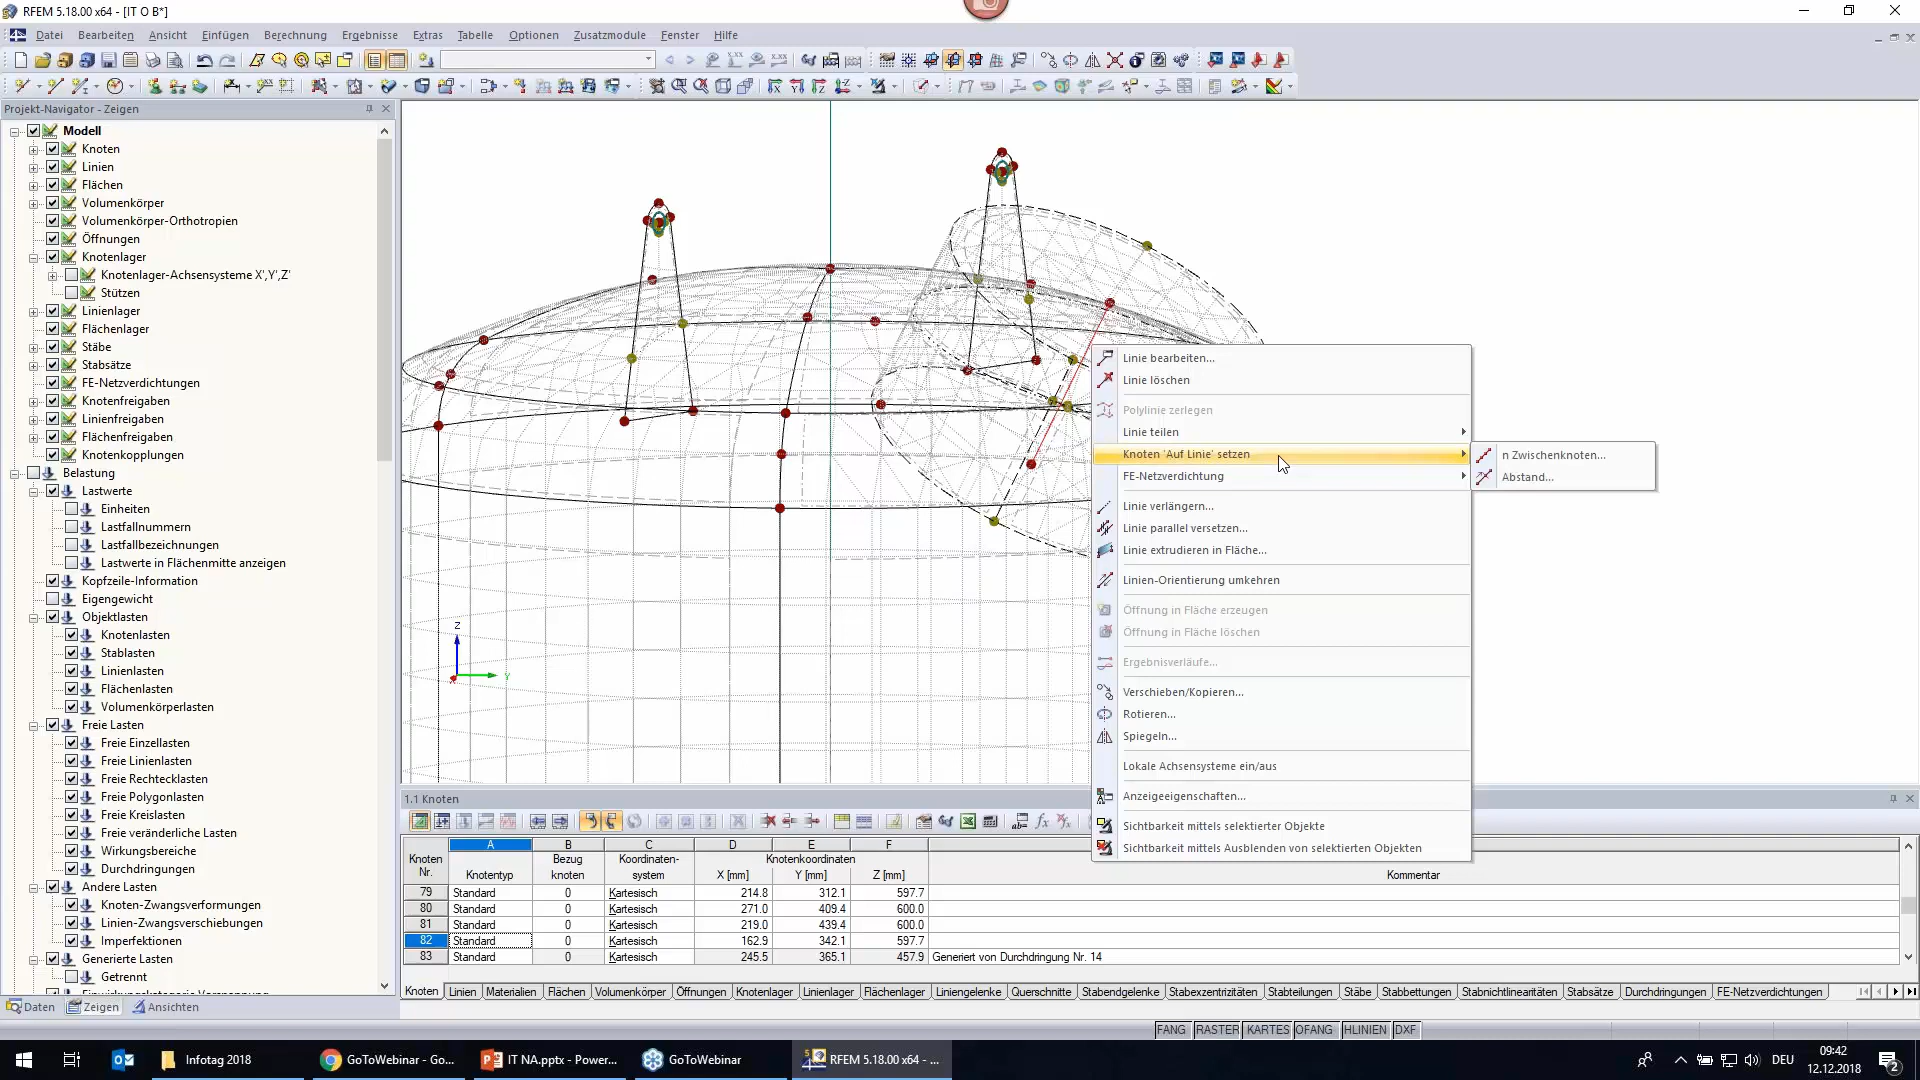 RFEM 5.18.00 x64 - [IT O B*]
Datei Bearbeiten Ansicht Einfügen Berechnung Ergebnisse Extras Tabelle Optionen Zusatzmodule Fenster Hilfe
Projekt-Navigator - Zeigen
Modell
Knoten
Linien
Flächen
Volumenkörper
Volumenkörper-Orthotropien
Öffnungen
Knotenlager
Knotenlager-Achsensysteme X',Y',Z'
Stützen
Linienlager
Flächenlager
Stäbe
Stabsätze
FE-Netzverdichtungen
Knotenfreigaben
Linienfreigaben
Flächenfreigaben
Knotenkopplungen
Belastung
Lastwerte
Einheiten
Lastfallnummern
Lastfallbezeichnungen
Lastwerte in Flächenmitte anzeigen
Kopfzeile-Information
Eigengewicht
Objektlasten
Knotenlasten
Stablasten
Linienlasten
Flächenlasten
Volumenkörperlasten
Freie Lasten
Freie Einzellasten
Freie Linienlasten
Freie Rechtecklasten
Freie Polygonlasten
Freie Kreislasten
Freie veränderliche Lasten
Wirkungsbereiche
Durchdringungen
Andere Lasten
Knoten-Zwangsverformungen
Linien-Zwangsverschiebungen
Imperfektionen
Generierte Lasten
Getrennt
Daten Zeigen Ansichten
Z
Y
X
Linie bearbeiten...
Linie löschen
Polylinie zerlegen
Linie teilen
Knoten 'Auf Linie' setzen
FE-Netzverdichtung
Linie verlängern...
Linie parallel versetzen...
Linie extrudieren in Fläche...
Linien-Orientierung umkehren
Öffnung in Fläche erzeugen
Öffnung in Fläche löschen
Ergebnisverläufe...
Verschieben/Kopieren...
Rotieren...
Spiegeln...
Lokale Achsensysteme ein/aus
Anzeigeeigenschaften...
Sichtbarkeit mittels selektierter Objekte
Sichtbarkeit mittels Ausblenden von selektierten Objekten
n Zwischenknoten...
Abstand...
1.1 Knoten
A B C D E F
Knoten Bezug Koordinaten- Knotenkoordinaten
Nr. Knotentyp knoten system X [mm] Y [mm] Z [mm] Kommentar
79 Standard 0 Kartesisch 214.8 312.1 597.7
80 Standard 0 Kartesisch 271.0 409.4 600.0
81 Standard 0 Kartesisch 219.0 439.4 600.0
82 Standard 0 Kartesisch 162.9 342.1 597.7
83 Standard 0 Kartesisch 245.5 365.1 457.9 Generiert von Durchdringung Nr. 14
Knoten Linien Materialien Flächen Volumenkörper Öffnungen Knotenlager Linienlager Flächenlager Liniengelenke Querschnitte Stabendgelenke Stabexzentrizitäten Stabteilungen Stäbe Stabbettungen Stabnichtlinearitäten Stabsätze Durchdringungen FE-Netzverdichtungen
FANG RASTER KARTES OFANG HLINIEN DXF
Infotag 2018 GoToWebinar - Go... IT NA.pptx - Power... GoToWebinar RFEM 5.18.00 x64 - ... DEU 09:42
12.12.2018
2